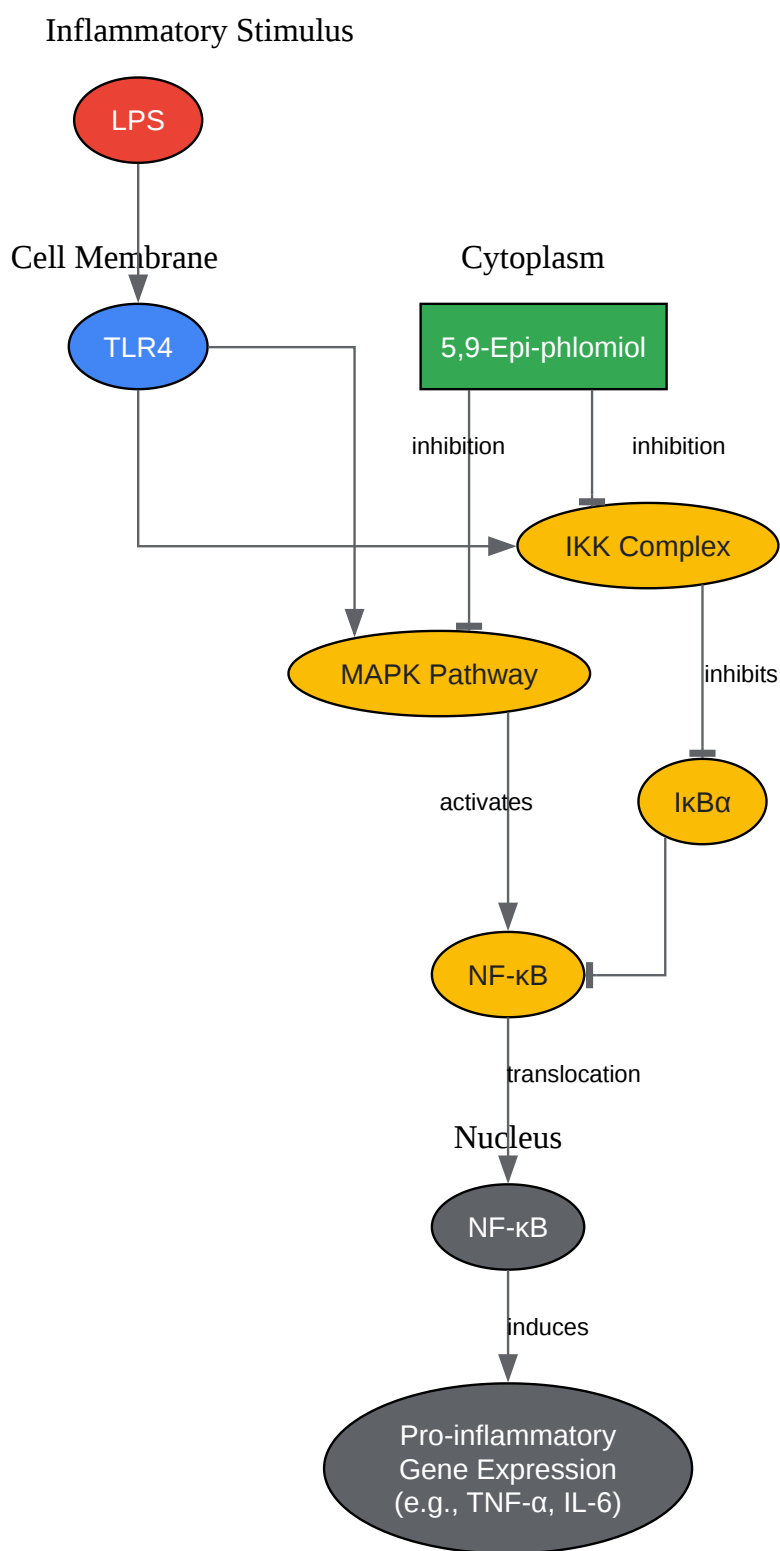 Inflammatory Stimulus
LPS
Cell Membrane
Cytoplasm
TLR4
5,9-Epi-phlomiol
inhibition
inhibition
IKK Complex
MAPK Pathway
inhibits
activates
IκBα
NF-κB
translocation
Nucleus
NF-κB
induces
Pro-inflammatory
Gene Expression
(e.g., TNF-α, IL-6)